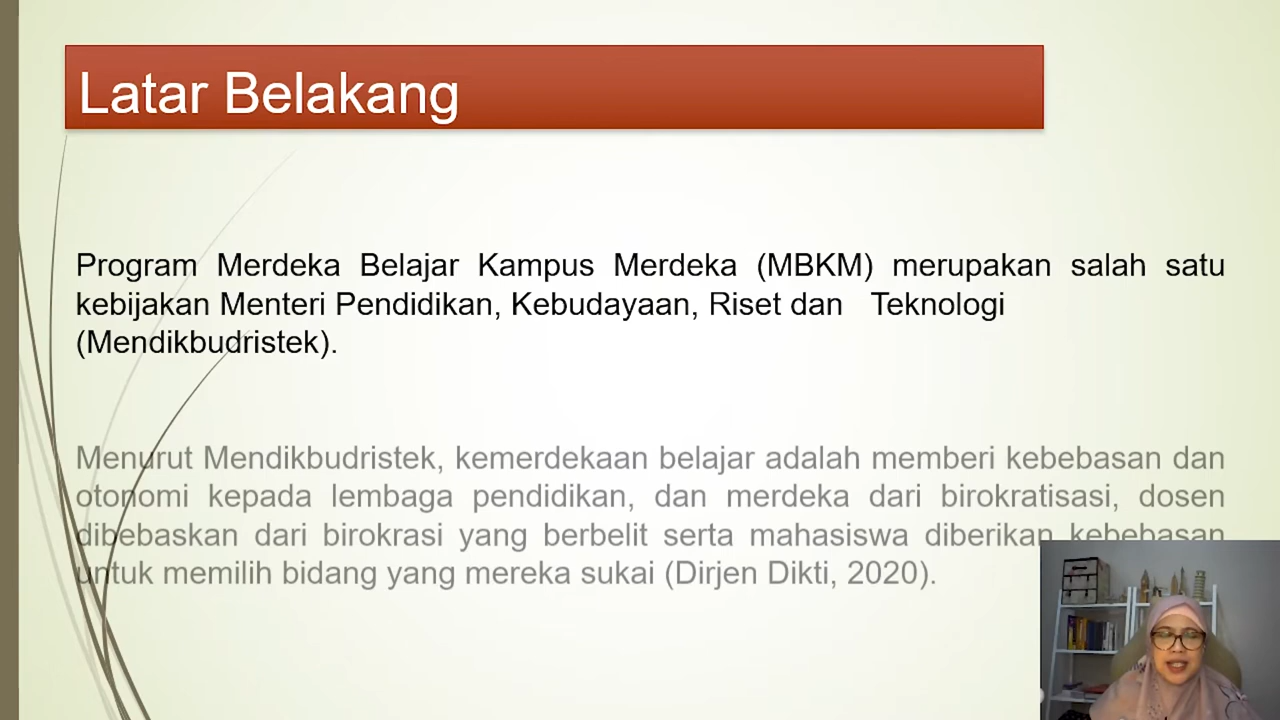 Latar Belakang
Program Merdeka Belajar Kampus Merdeka (MBKM) merupakan salah satu
kebijakan Menteri Pendidikan, Kebudayaan, Riset dan Teknologi
(Mendikbudristek).
Menurut Mendikbudristek, kemerdekaan belajar adalah memberi kebebasan dan
otonomi kepada lembaga pendidikan, dan merdeka dari birokratisasi, dosen
dibebaskan dari birokrasi yang berbelit serta mahasiswa diberikan kebebasan
untuk memilih bidang yang mereka sukai (Dirjen Dikti, 2020).